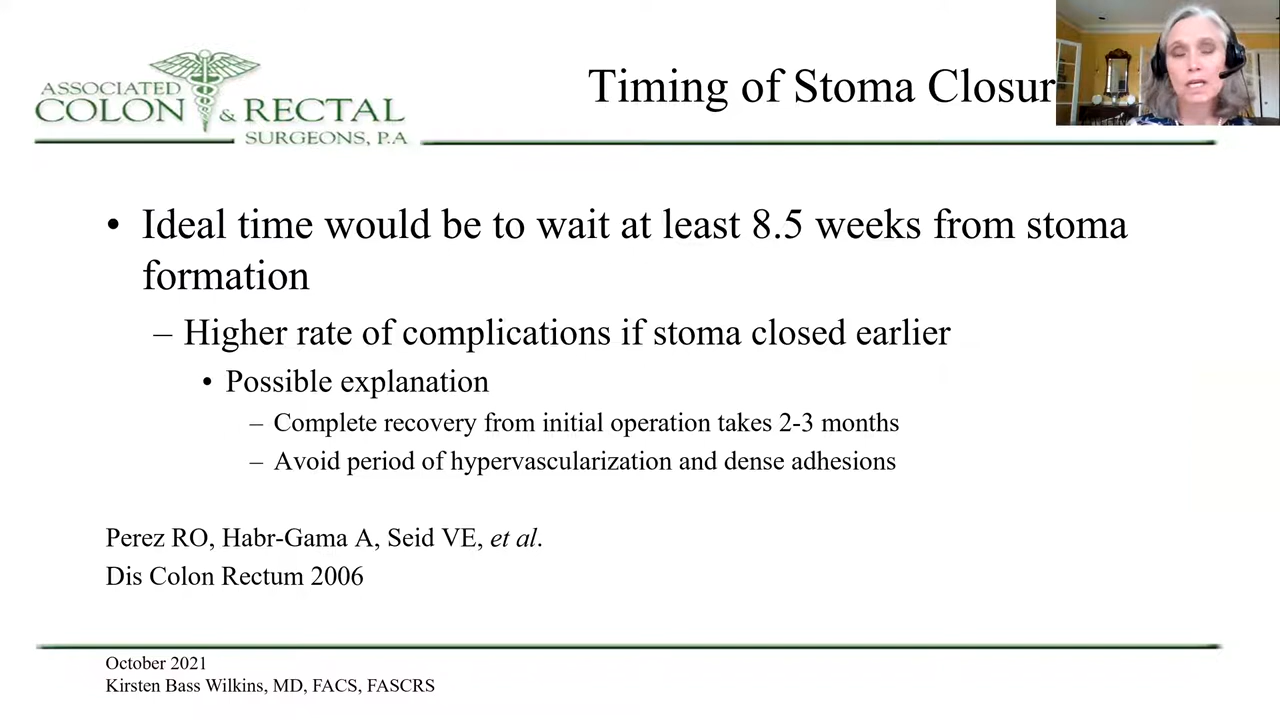 ASSOCIATED
COLON & RECTAL
SURGEONS, P.A
Timing of Stoma Closur
• Ideal time would be to wait at least 8.5 weeks from stoma
formation
– Higher rate of complications if stoma closed earlier
• Possible explanation
– Complete recovery from initial operation takes 2-3 months
– Avoid period of hypervascularization and dense adhesions
Perez RO, Habr-Gama A, Seid VE, et al.
Dis Colon Rectum 2006
October 2021
Kirsten Bass Wilkins, MD, FACS, FASCRS